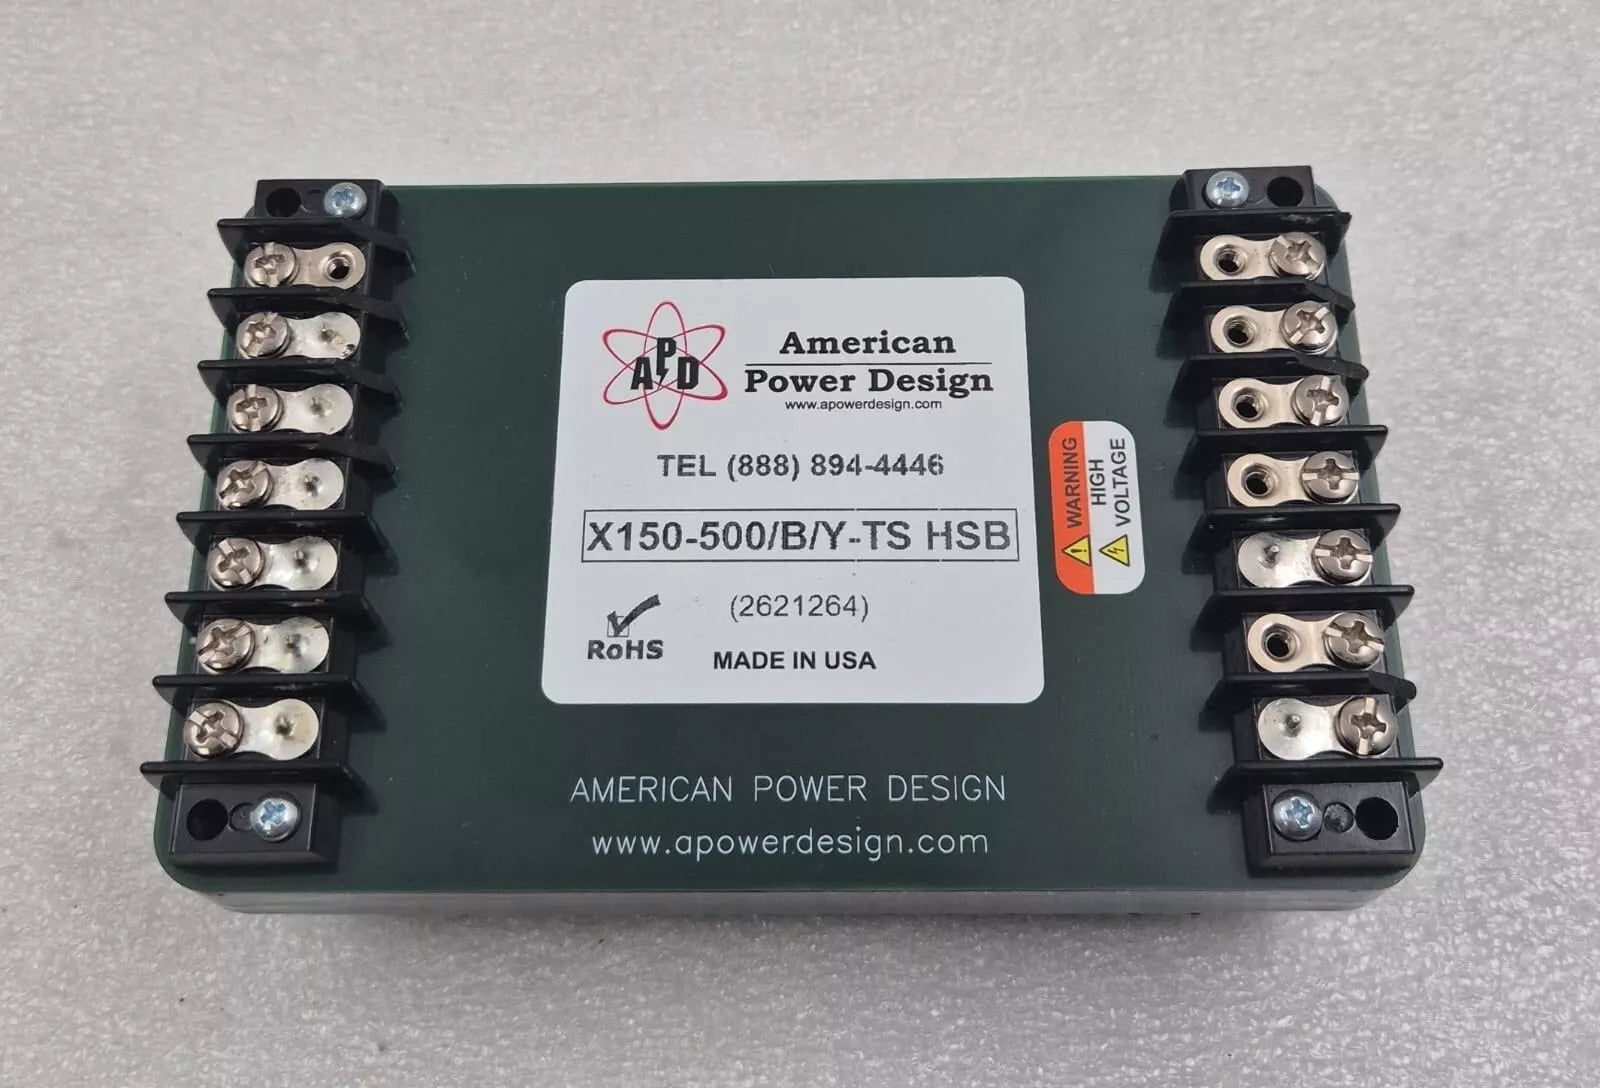 APD
American
Power Design
www.apowerdesign.com
TEL (888) 894-4446
X150-500/B/Y-TS HSB
(2621264)
RoHS
MADE IN USA
WARNING
HIGH
VOLTAGE
AMERICAN POWER DESIGN
www.apowerdesign.com